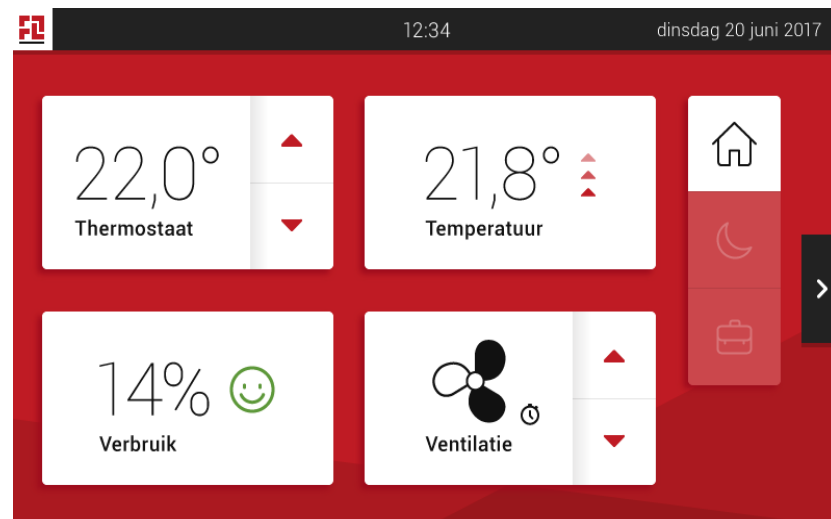 12:34
dinsdag 20 juni 2017
22,0°
Thermostaat
21,8°
Temperatuur
14%
Verbruik
Ventilatie